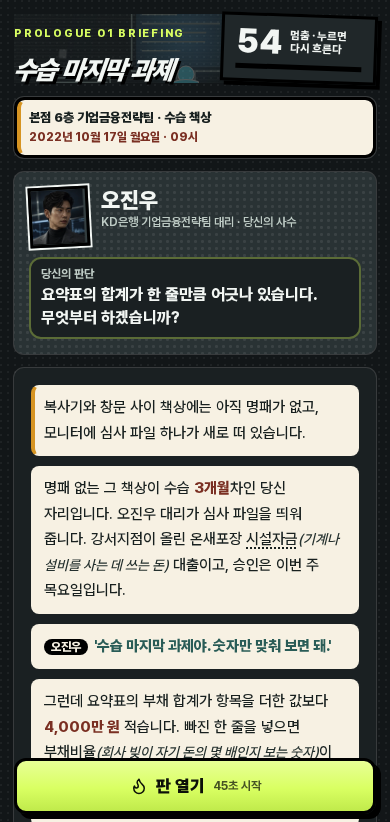 PROLOGUE 01 BRIEFING
수습 마지막 과제
54
멈춤 · 누르면
다시 흐른다
본점 6층 기업금융전략팀 · 수습 책상
2022년 10월 17일 월요일 · 09시
오진우
KD은행 기업금융전략팀 대리 · 당신의 사수
당신의 판단
요약표의 합계가 한 줄만큼 어긋나 있습니다.
무엇부터 하겠습니까?
복사기와 창문 사이 책상에는 아직 명패가 없고,
모니터에 심사 파일 하나가 새로 떠 있습니다.
명패 없는 그 책상이 수습 3개월차인 당신
자리입니다. 오진우 대리가 심사 파일을 띄워
줍니다. 강서지점이 올린 온새포장 시설자금(기계나
설비를 사는 데 쓰는 돈) 대출이고, 승인은 이번 주
목요일입니다.
오진우 '수습 마지막 과제야. 숫자만 맞춰 보면 돼.'
그런데 요약표의 부채 합계가 항목을 더한 값보다
4,000만 원 적습니다. 빠진 한 줄을 넣으면
부채비율(회사 빚이 자기 돈의 몇 배인지 보는 숫자)이
판 열기 45초 시작